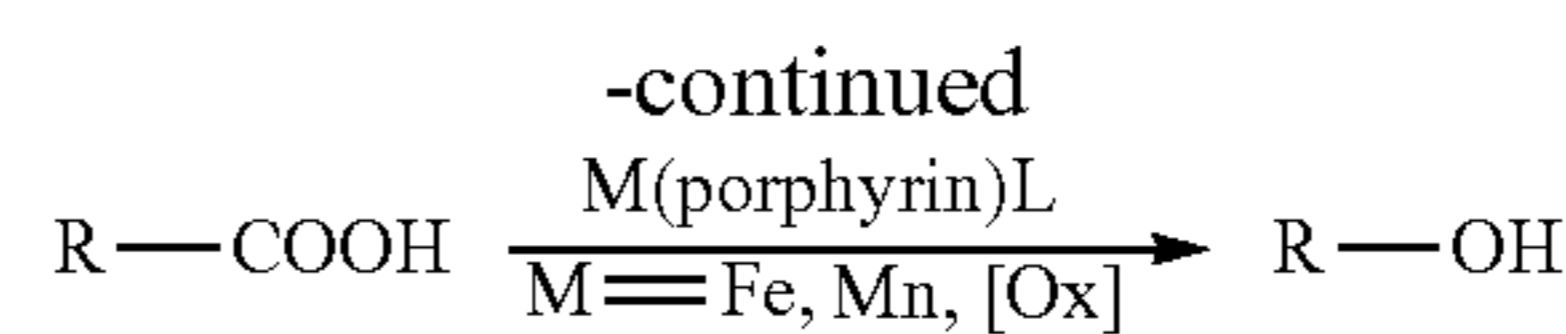 -continued
M(porphyrin)L
R—COOH
M=Fe, Mn, [Ox]
R—OH